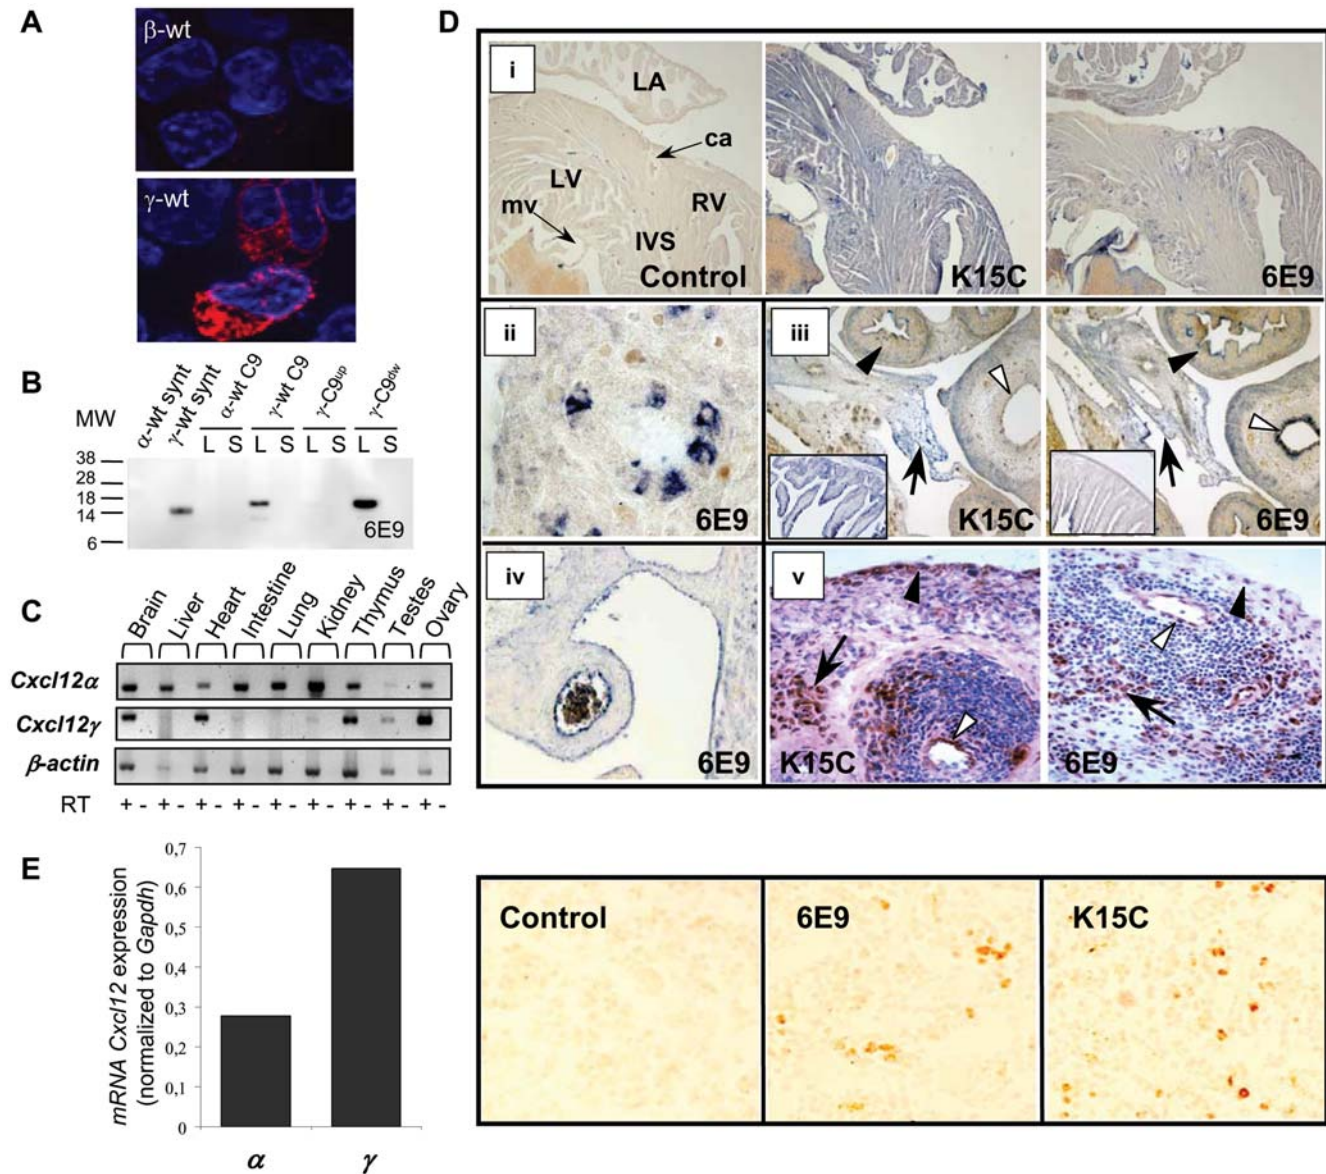 A
β-wt
γ-wt
B
α-wt synt
γ-wt synt
α-wt C9
γ-wt C9
γ-C9up
γ-C9dw
MW
L S L S L S L S
38
28
18
14
6
6E9
C
Brain
Liver
Heart
Intestine
Lung
Kidney
Thymus
Testes
Ovary
Cxcl12α
Cxcl12γ
β-actin
RT + - + - + - + - + - + - + - + - + -
D
i
LA
ca
LV
RV
mv
IVS
Control
K15C
6E9
ii
6E9
iii
K15C
6E9
iv
6E9
v
K15C
6E9
E
mRNA Cxcl12 expression
(normalized to Gapdh)
0,8
0,7
0,6
0,5
0,4
0,3
0,2
0,1
0
α
γ
Control
6E9
K15C